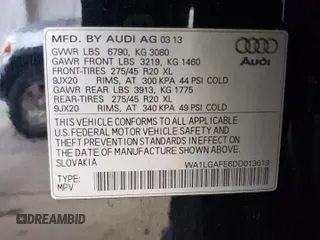 MFD. BY AUDI AG 03 13
GVWR LBS 6790, KG 3080
GAWR FRONT LBS 3219, KG 1460
FRONT-TIRES 275/45 R20 XL
9JX20 RIMS, AT 300 KPA 44 PSI COLD
GAWR REAR LBS 3913, KG 1775
REAR-TIRES 275/45 R20 XL
9JX20 RIMS, AT 340 KPA 49 PSI COLD
Audi
THIS VEHICLE CONFORMS TO ALL APPLICABLE
U.S. FEDERAL MOTOR VEHICLE SAFETY AND THEFT
PREVENTION STANDARDS IN EFFECT ON THE DATE OF
MANUFACTURE SHOWN ABOVE.
SLOVAKIA
WA1LGAFE6DD013619
TYPE:
MPV
DREAMBID